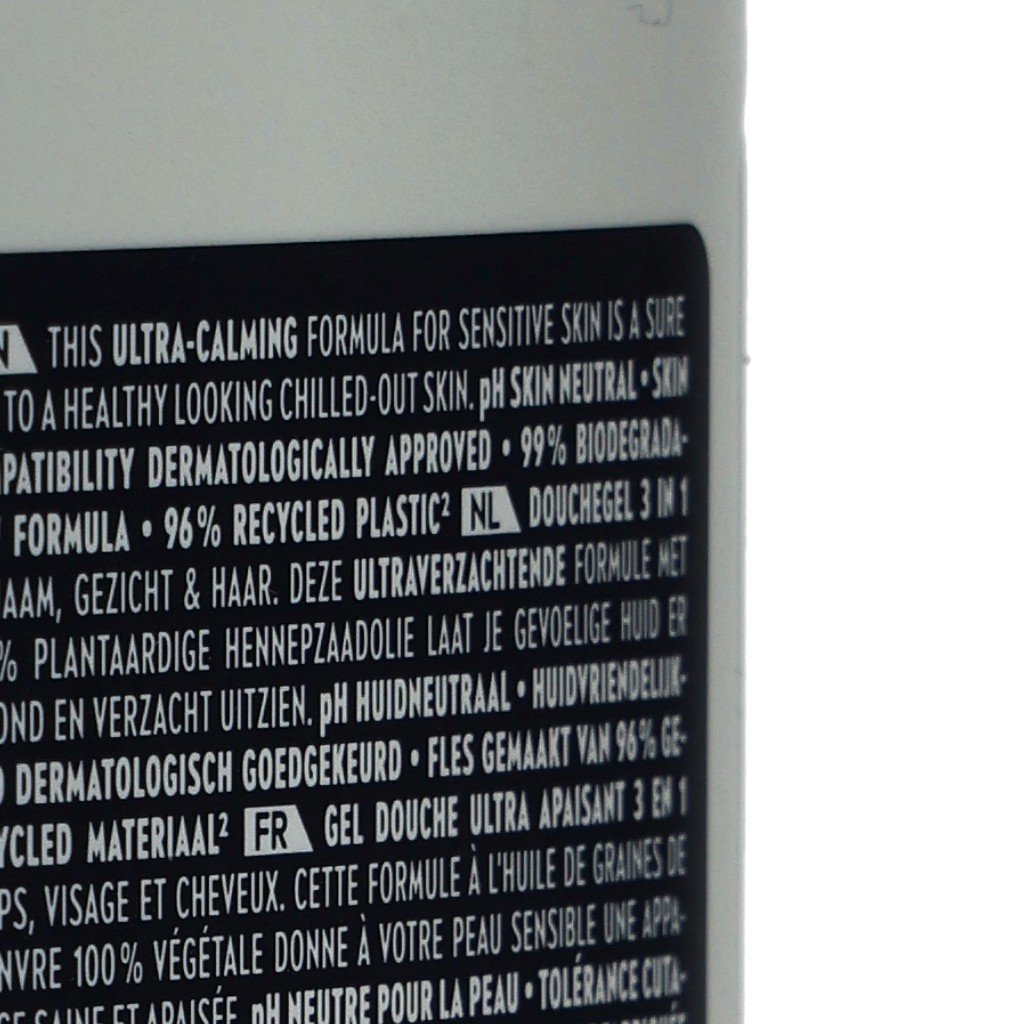 N THIS ULTRA-CALMING FORMULA FOR SENSITIVE SKIN IS A SURE
TO A HEALTHY LOOKING CHILLED-OUT SKIN. pH SKIN NEUTRAL • SKIN
PATIBILITY DERMATOLOGICALLY APPROVED • 99% BIODEGRADA-
FORMULA • 96% RECYCLED PLASTIC² NL DOUCHEGEL 3 IN 1
AAM, GEZICHT & HAAR. DEZE ULTRAVERZACHTENDE FORMULE MET
% PLANTAARDIGE HENNEPZAADOLIE LAAT JE GEVOELIGE HUID ER
OND EN VERZACHT UITZIEN. pH HUIDNEUTRAAL • HUIDVRIENDELIJK-
DERMATOLOGISCH GOEDGEKEURD • FLES GEMAAKT VAN 96% GE-
YCLED MATERIAAL² FR GEL DOUCHE ULTRA APAISANT 3 EN 1
PS, VISAGE ET CHEVEUX. CETTE FORMULE À L'HUILE DE GRAINES DE
NVRE 100% VÉGÉTALE DONNE À VOTRE PEAU SENSIBLE UNE APPA-
SAINE ET APAISÉE. pH NEUTRE POUR LA PEAU • TOLÉRANCE CUTA-